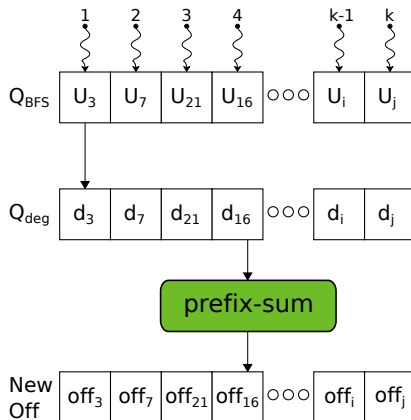 1 2 3 4 k-1 k
Q_BFS U_3 U_7 U_21 U_16 U_i U_j
Q_deg d_3 d_7 d_21 d_16 d_i d_j
prefix-sum
New
Off off_3 off_7 off_21 off_16 off_i off_j